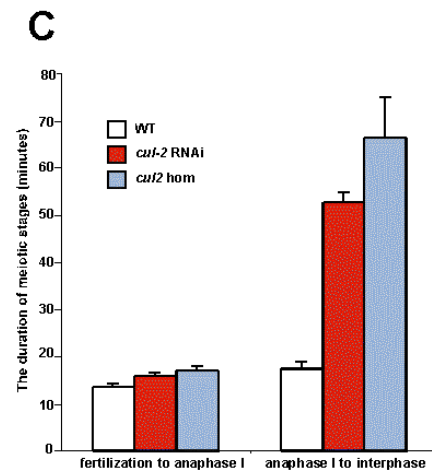 C
The duration of meiotic stages (minutes)
80
70
60
50
40
30
20
10
0
WT
cul-2 RNAi
cul2 hom
fertilization to anaphase I
anaphase I to interphase